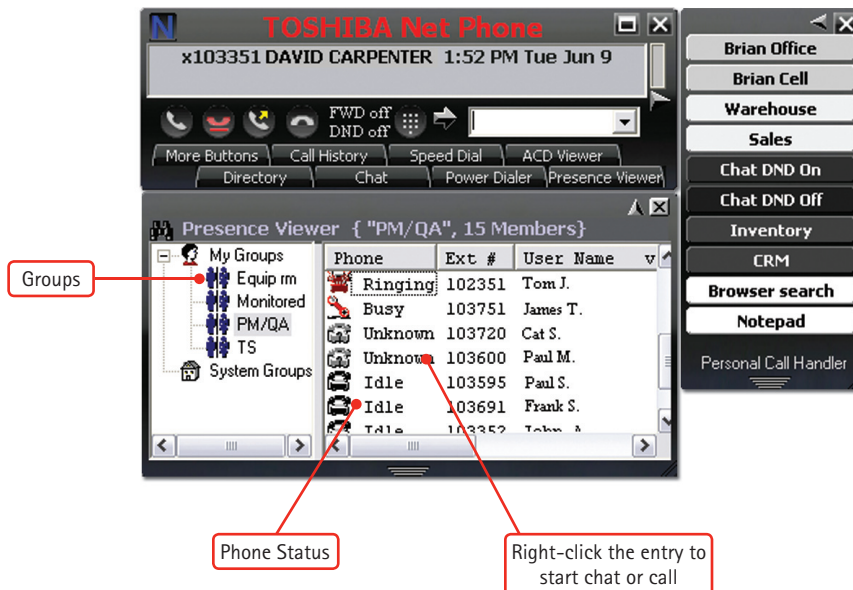 N TOSHIBA Net Phone
x103351 DAVID CARPENTER 1:52 PM Tue Jun 9
FWD off
DND off
More Buttons Call History Speed Dial ACD Viewer
Directory Chat Power Dialer Presence Viewer
Presence Viewer { "PM/QA", 15 Members}
My Groups
Equip rm
Monitored
PM/QA
TS
System Groups
Phone Ext # User Name v
Ringing 102351 Tom J.
Busy 103751 James T.
Unknown 103720 Cat S.
Unknown 103600 Paul M.
Idle 103595 Paul S.
Idle 103691 Frank S.
Idle 103352 John A
Brian Office
Brian Cell
Warehouse
Sales
Chat DND On
Chat DND Off
Inventory
CRM
Browser search
Notepad
Personal Call Handler
Groups
Phone Status
Right-click the entry to
start chat or call